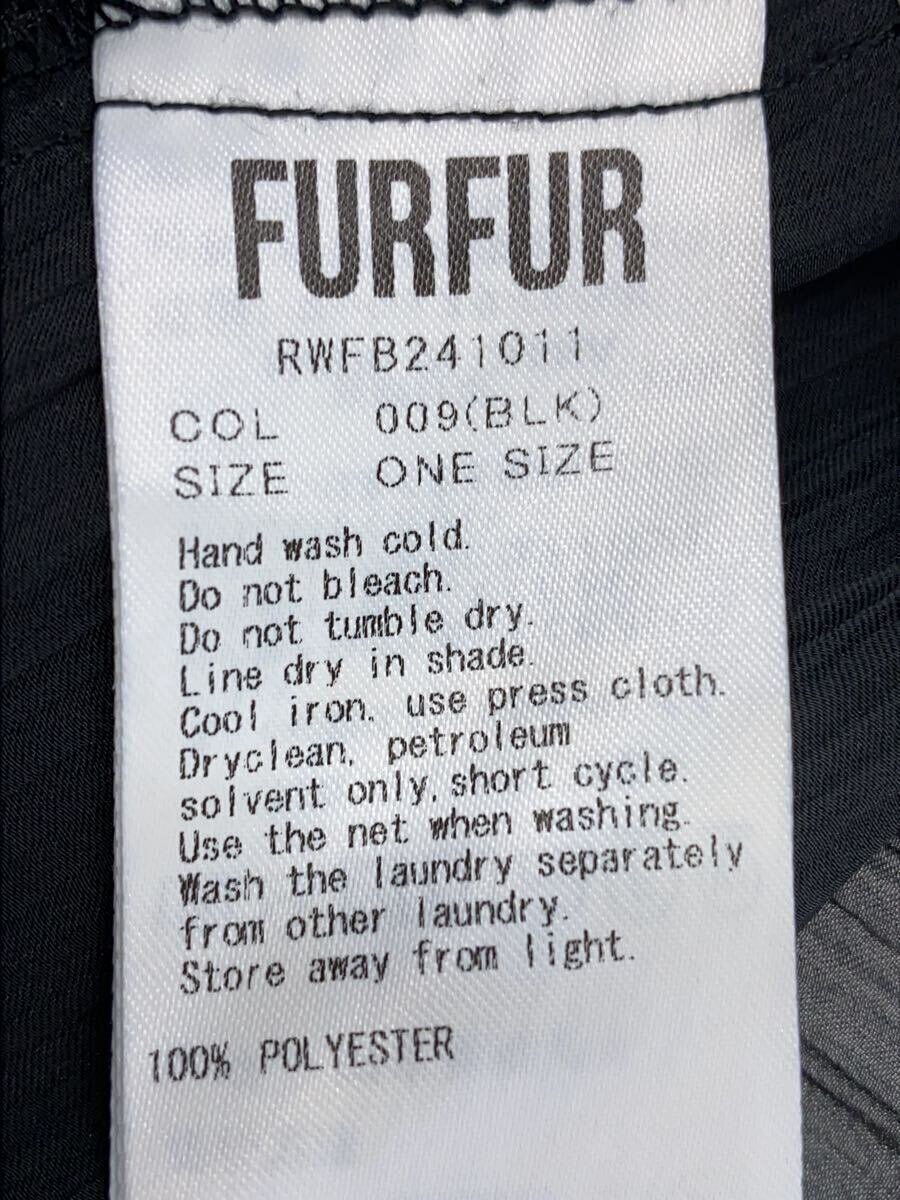 FURFUR
RWFB241011
COL 009(BLK)
SIZE ONE SIZE
Hand wash cold.
Do not bleach.
Do not tumble dry.
Line dry in shade.
Cool iron. use press cloth.
Dryclean, petroleum
solvent only, short cycle.
Use the net when washing.
Wash the laundry separately
from other laundry.
Store away from light.
100% POLYESTER